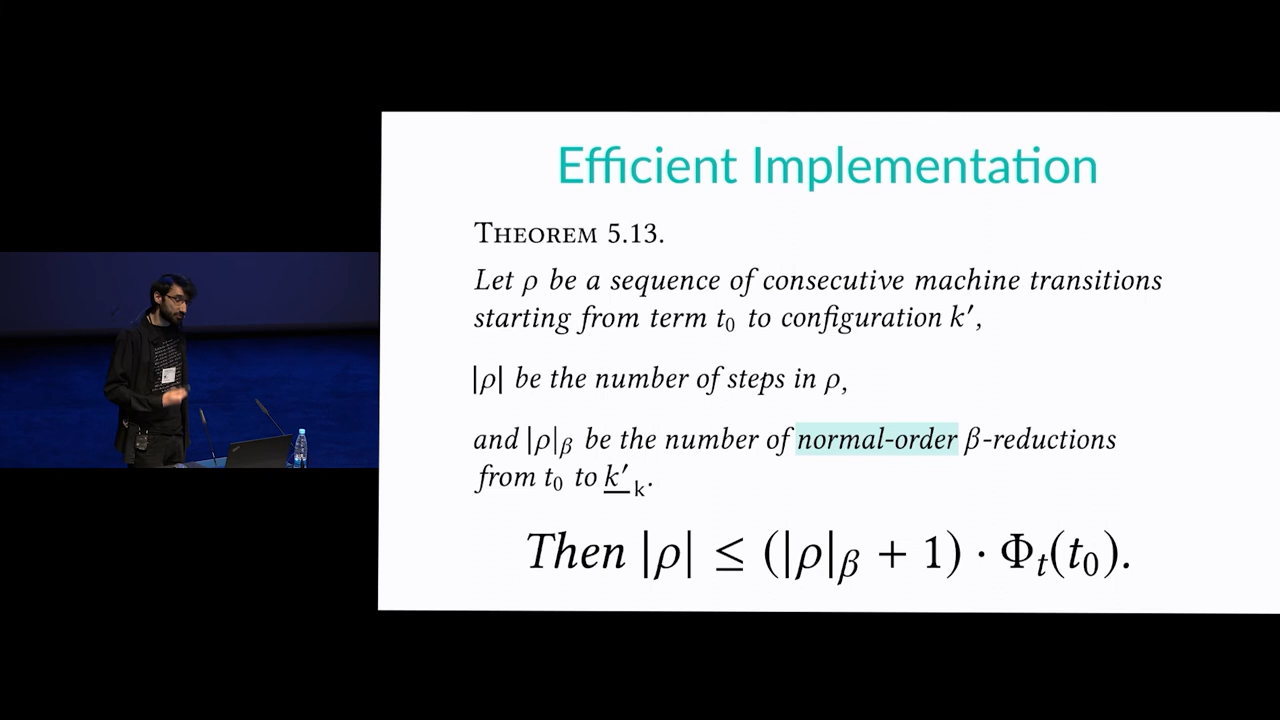 Efficient Implementation
THEOREM 5.13.
Let ρ be a sequence of consecutive machine transitions
starting from term t₀ to configuration k′,
|ρ| be the number of steps in ρ,
and |ρ|β be the number of normal-order β-reductions
from t₀ to k′ₖ.
Then |ρ| ≤ (|ρ|β + 1) · Φₜ(t₀).